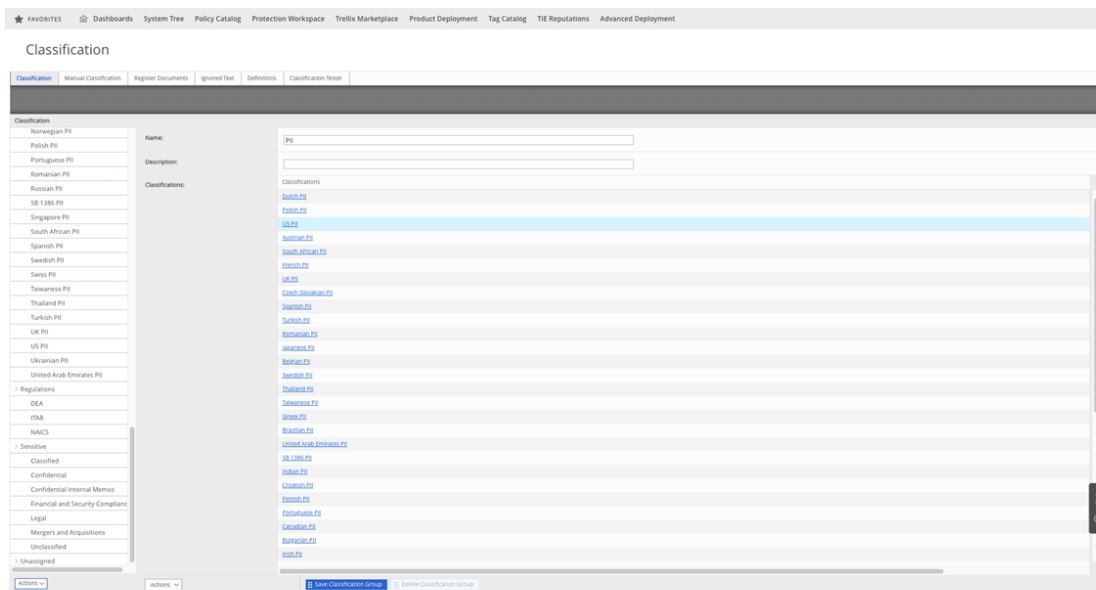 FAVORITES Dashboards System Tree Policy Catalog Protection Workspace Trellix Marketplace Product Deployment Tag Catalog TIE Reputations Advanced Deployment
Classification
Classification Manual Classification Register Documents Ignored Text Definitions Classification Tester
Classification
Norwegian PII
Polish PII
Portuguese PII
Romanian PII
Russian PII
SB 1386 PII
Singapore PII
South African PII
Spanish PII
Swedish PII
Swiss PII
Taiwanese PII
Thailand PII
Turkish PII
UK PII
US PII
Ukrainian PII
United Arab Emirates PII
> Regulations
DEA
ITAR
NAICS
> Sensitive
Classified
Confidential
Confidential Internal Memos
Financial and Security Complianc
Legal
Mergers and Acquisitions
Unclassified
> Unassigned
Actions
Name:
PII
Description:
Classifications:
Classifications
Dutch PII
Polish PII
US PII
Austrian PII
South African PII
French PII
UK PII
Czech Slovakian PII
Spanish PII
Turkish PII
Romanian PII
Japanese PII
Belgian PII
Swedish PII
Thailand PII
Taiwanese PII
Greek PII
Brazilian PII
United Arab Emirates PII
SB 1386 PII
Indian PII
Croatian PII
Finnish PII
Portuguese PII
Canadian PII
Bulgarian PII
Irish PII
Actions
Save Classification Group
Delete Classification Group